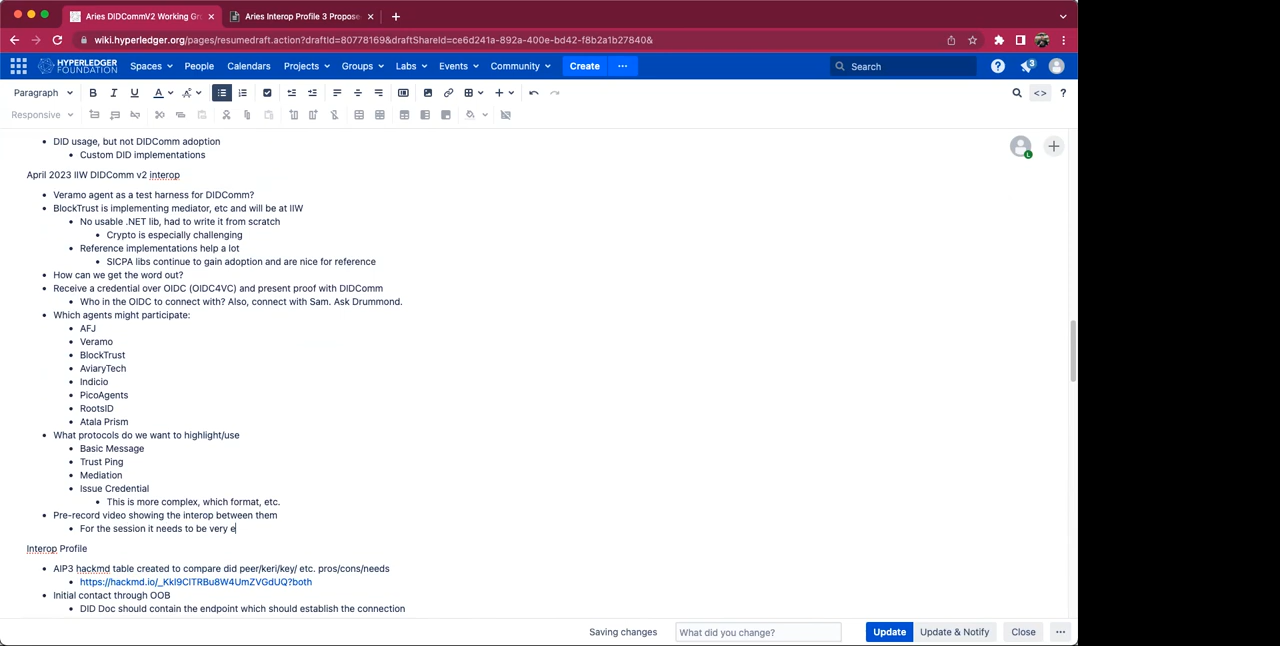 Aries DIDCommV2 Working Gr
Aries Interop Profile 3 Propose
wiki.hyperledger.org/pages/resumedraft.action?draftId=80778169&draftShareId=ce6d241a-892a-400e-bd42-f8b2a1b27840&
HYPERLEDGER FOUNDATION Spaces People Calendars Projects Groups Labs Events Community Create Search 3
Paragraph B I U A
Responsive
DID usage, but not DIDComm adoption
Custom DID implementations
April 2023 IIW DIDComm v2 interop
Veramo agent as a test harness for DIDComm?
BlockTrust is implementing mediator, etc and will be at IIW
No usable .NET lib, had to write it from scratch
Crypto is especially challenging
Reference implementations help a lot
SICPA libs continue to gain adoption and are nice for reference
How can we get the word out?
Receive a credential over OIDC (OIDC4VC) and present proof with DIDComm
Who in the OIDC to connect with? Also, connect with Sam. Ask Drummond.
Which agents might participate:
AFJ
Veramo
BlockTrust
AviaryTech
Indicio
PicoAgents
RootsID
Atala Prism
What protocols do we want to highlight/use
Basic Message
Trust Ping
Mediation
Issue Credential
This is more complex, which format, etc.
Pre-record video showing the interop between them
For the session it needs to be very e
Interop Profile
AIP3 hackmd table created to compare did peer/keri/key/ etc. pros/cons/needs
https://hackmd.io/_KkI9ClTRBu8W4UmZVGdUQ?both
Initial contact through OOB
DID Doc should contain the endpoint which should establish the connection
Saving changes What did you change? Update Update & Notify Close